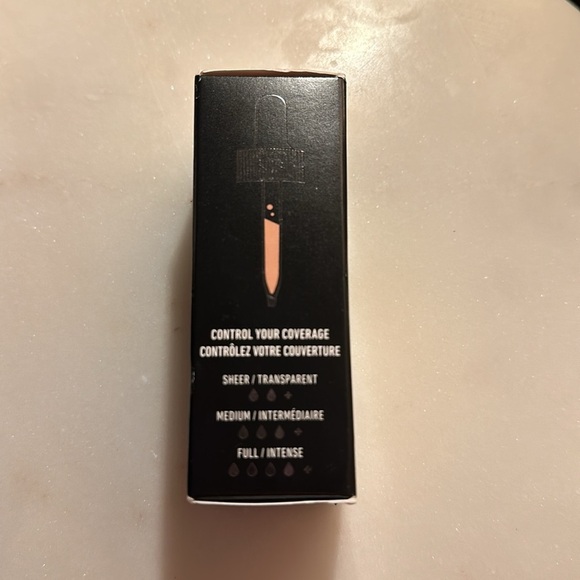 CONTROL YOUR COVERAGE
CONTRÔLEZ VOTRE COUVERTURE
SHEER / TRANSPARENT
MEDIUM / INTERMÉDIAIRE
FULL / INTENSE